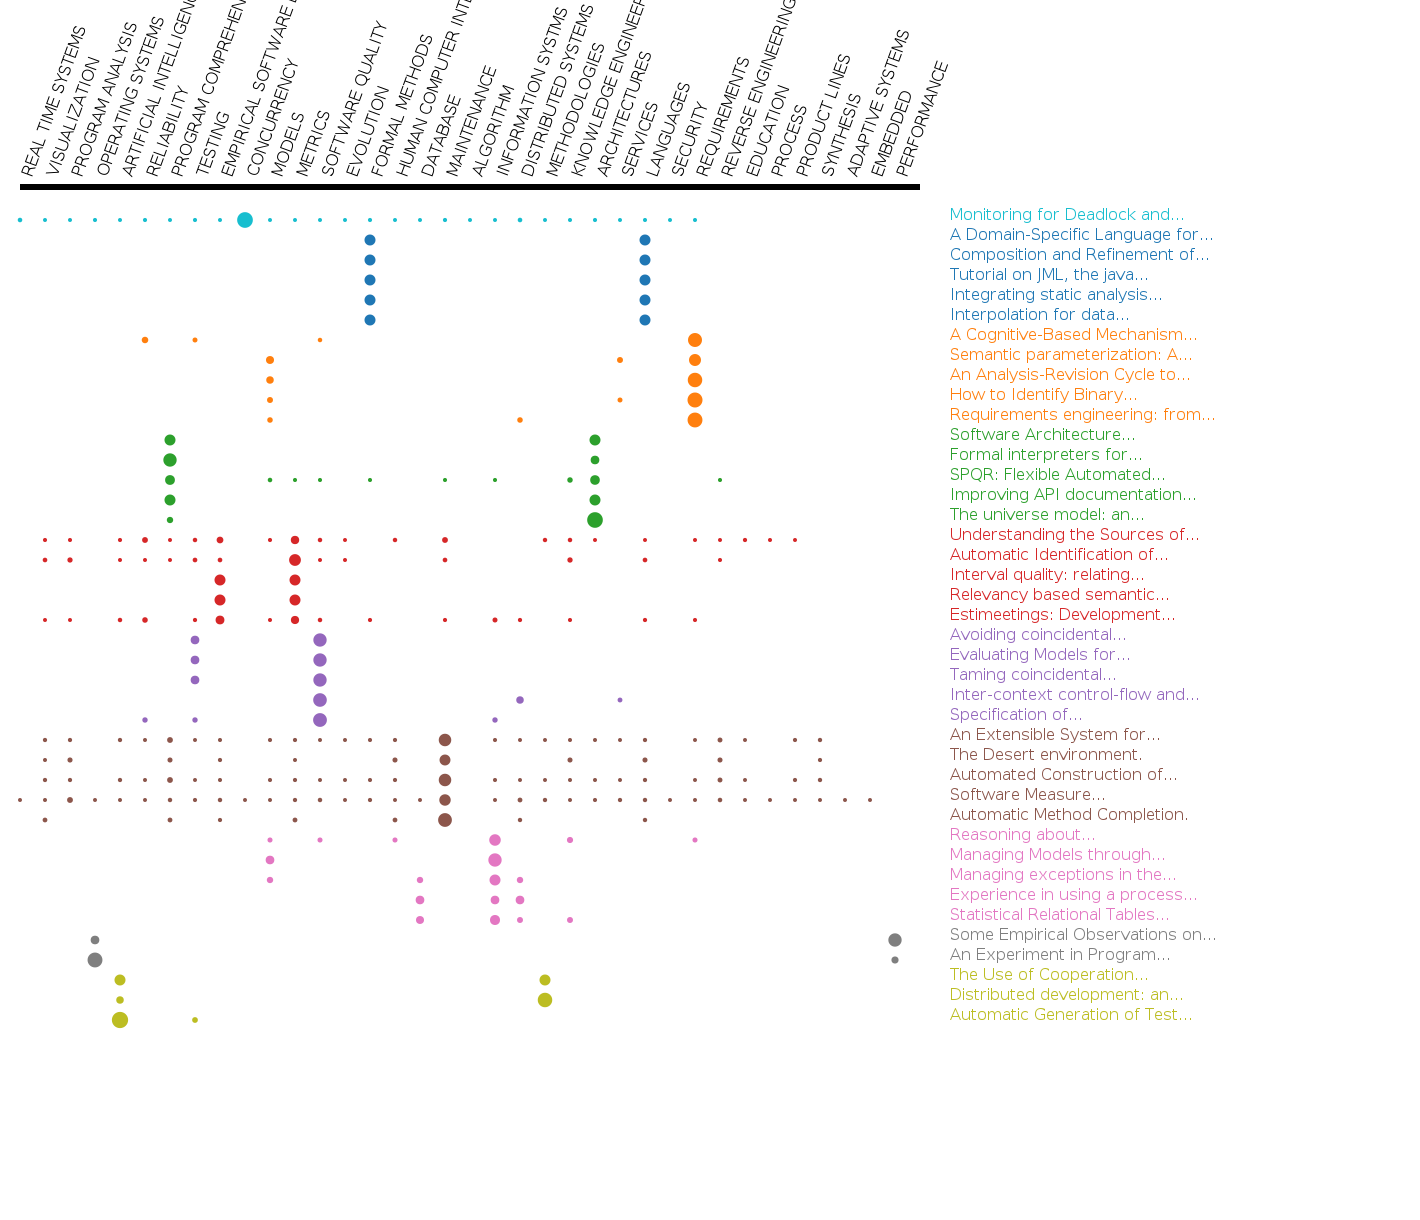 REAL TIME SYSTEMS
VISUALIZATION
PROGRAM ANALYSIS
OPERATING SYSTEMS
ARTIFICIAL INTELLIGENC
RELIABILITY
PROGRAM COMPREHEN
TESTING
EMPIRICAL SOFTWARE
CONCURRENCY
MODELS
METRICS
SOFTWARE QUALITY
EVOLUTION
FORMAL METHODS
HUMAN COMPUTER INTE
DATABASE
MAINTENANCE
ALGORITHM
INFORMATION SYSTMS
DISTRIBUTED SYSTEMS
METHODOLOGIES
KNOWLEDGE ENGINEER
ARCHITECTURES
SERVICES
LANGUAGES
SECURITY
REQUIREMENTS
REVERSE ENGINEERING
EDUCATION
PROCESS
PRODUCT LINES
SYNTHESIS
ADAPTIVE SYSTEMS
EMBEDDED
PERFORMANCE
Monitoring for Deadlock and...
A Domain-Specific Language for...
Composition and Refinement of...
Tutorial on JML, the java...
Integrating static analysis...
Interpolation for data...
A Cognitive-Based Mechanism...
Semantic parameterization: A...
An Analysis-Revision Cycle to...
How to Identify Binary...
Requirements engineering: from...
Software Architecture...
Formal interpreters for...
SPQR: Flexible Automated...
Improving API documentation...
The universe model: an...
Understanding the Sources of...
Automatic Identification of...
Interval quality: relating...
Relevancy based semantic...
Estimeetings: Development...
Avoiding coincidental...
Evaluating Models for...
Taming coincidental...
Inter-context control-flow and...
Specification of...
An Extensible System for...
The Desert environment.
Automated Construction of...
Software Measure...
Automatic Method Completion.
Reasoning about...
Managing Models through...
Managing exceptions in the...
Experience in using a process...
Statistical Relational Tables...
Some Empirical Observations on...
An Experiment in Program...
The Use of Cooperation...
Distributed development: an...
Automatic Generation of Test...